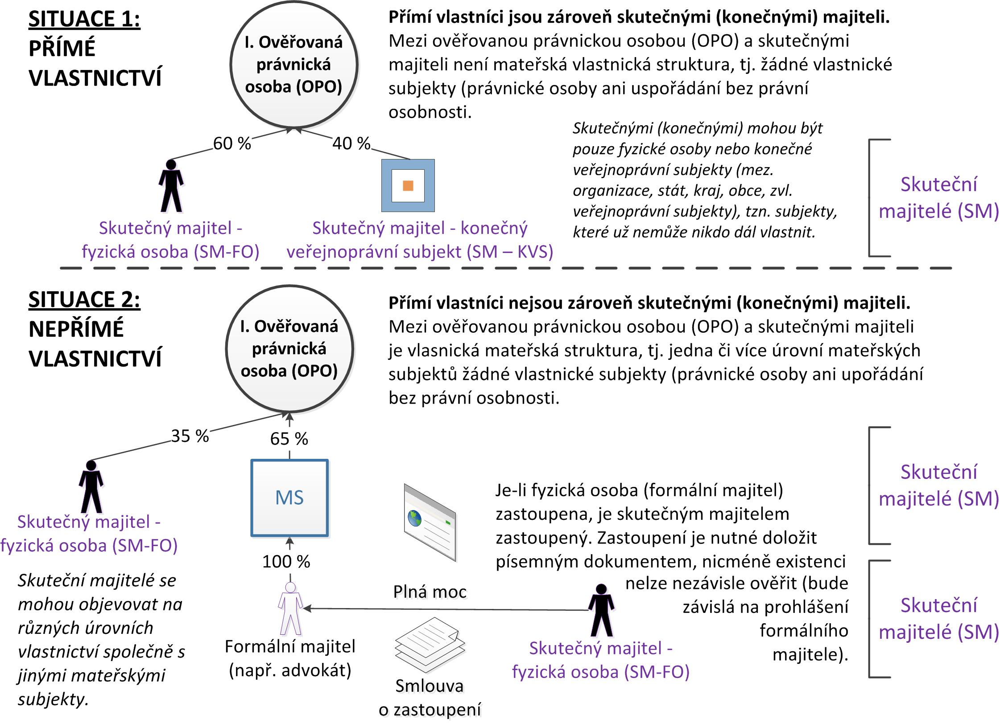 SITUACE 1:
PŘÍMÉ
VLASTNICTVÍ
I. Ověřovaná
právnická
osoba (OPO)
Přímí vlastníci jsou zároveň skutečnými (konečnými) majiteli.
Mezi ověřovanou právnickou osobou (OPO) a skutečnými
majiteli není mateřská vlastnická struktura, tj. žádné vlastnické
subjekty (právnické osoby ani uspořádání bez právní
osobnosti.
60 %
40 %
Skutečnými (konečnými) mohou být
pouze fyzické osoby nebo konečné
veřejnoprávní subjekty (mez.
organizace, stát, kraj, obce, zvl.
veřejnoprávní subjekty), tzn. subjekty,
které už nemůže nikdo dál vlastnit.
Skuteční
majitelé (SM)
Skutečný majitel -
fyzická osoba (SM-FO)
Skutečný majitel - konečný
veřejnoprávní subjekt (SM – KVS)
SITUACE 2:
NEPŘÍMÉ
VLASTNICTVÍ
I. Ověřovaná
právnická
osoba (OPO)
Přímí vlastníci nejsou zároveň skutečnými (konečnými) majiteli.
Mezi ověřovanou právnickou osobou (OPO) a skutečnými majiteli
je vlasnická mateřská struktura, tj. jedna či více úrovní mateřských
subjektů žádné vlastnické subjekty (právnické osoby ani upořádání
bez právní osobnosti.
35 %
65 %
MS
Skutečný majitel -
fyzická osoba (SM-FO)
100 %
Skuteční majitelé se
mohou objevovat na
různých úrovních
vlastnictví společně s
jinými mateřskými
subjekty.
Formální majitel
(např. advokát)
Plná moc
Smlouva
o zastoupení
Je-li fyzická osoba (formální majitel)
zastoupena, je skutečným majitelem
zastoupený. Zastoupení je nutné doložit
písemným dokumentem, nicméně existenci
nelze nezávisle ověřit (bude
závislá na prohlášení
formálního
majitele).
Skutečný majitel -
fyzická osoba (SM-FO)
Skuteční
majitelé (SM)
Skuteční
majitelé (SM)